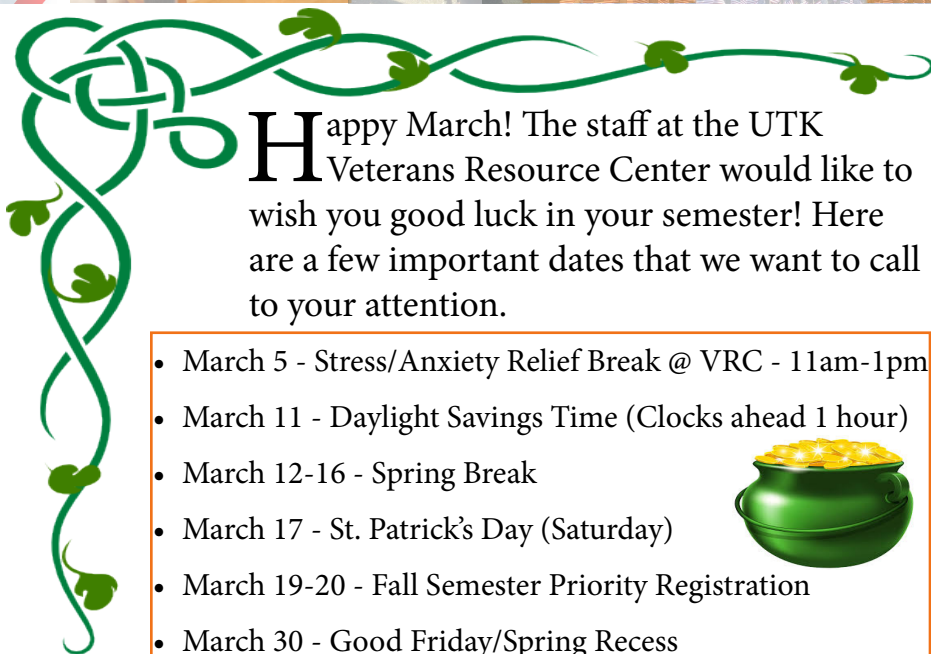 Happy March! The staff at the UTK
Veterans Resource Center would like to
wish you good luck in your semester! Here
are a few important dates that we want to call
to your attention.
• March 5 - Stress/Anxiety Relief Break @ VRC - 11am-1pm
• March 11 - Daylight Savings Time (Clocks ahead 1 hour)
• March 12-16 - Spring Break
• March 17 - St. Patrick's Day (Saturday)
• March 19-20 - Fall Semester Priority Registration
• March 30 - Good Friday/Spring Recess